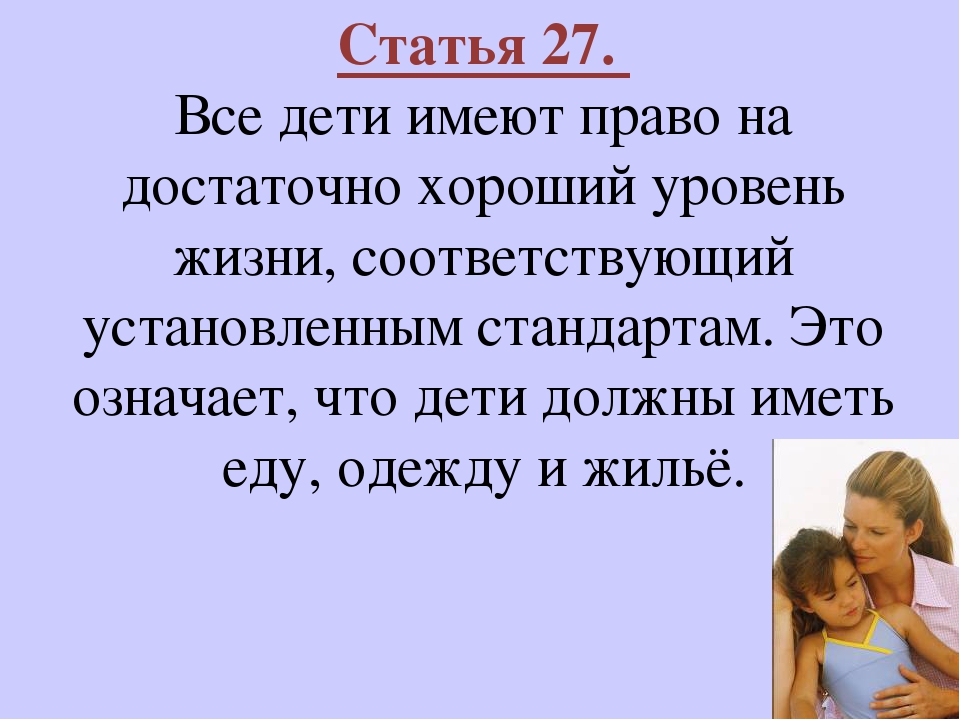 Статья 27.
Все дети имеют право на
достаточно хороший уровень
жизни, соответствующий
установленным стандартам. Это
означает, что дети должны иметь
еду, одежду и жильё.